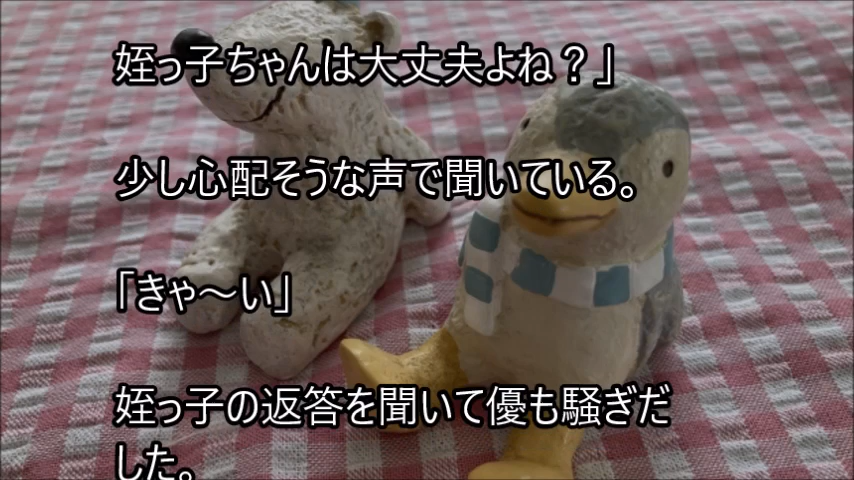 姪っ子ちゃんは大丈夫よね？」
少し心配そうな声で聞いている。
「きゃ～い」
姪っ子の返答を聞いて優も騒ぎだ
した。